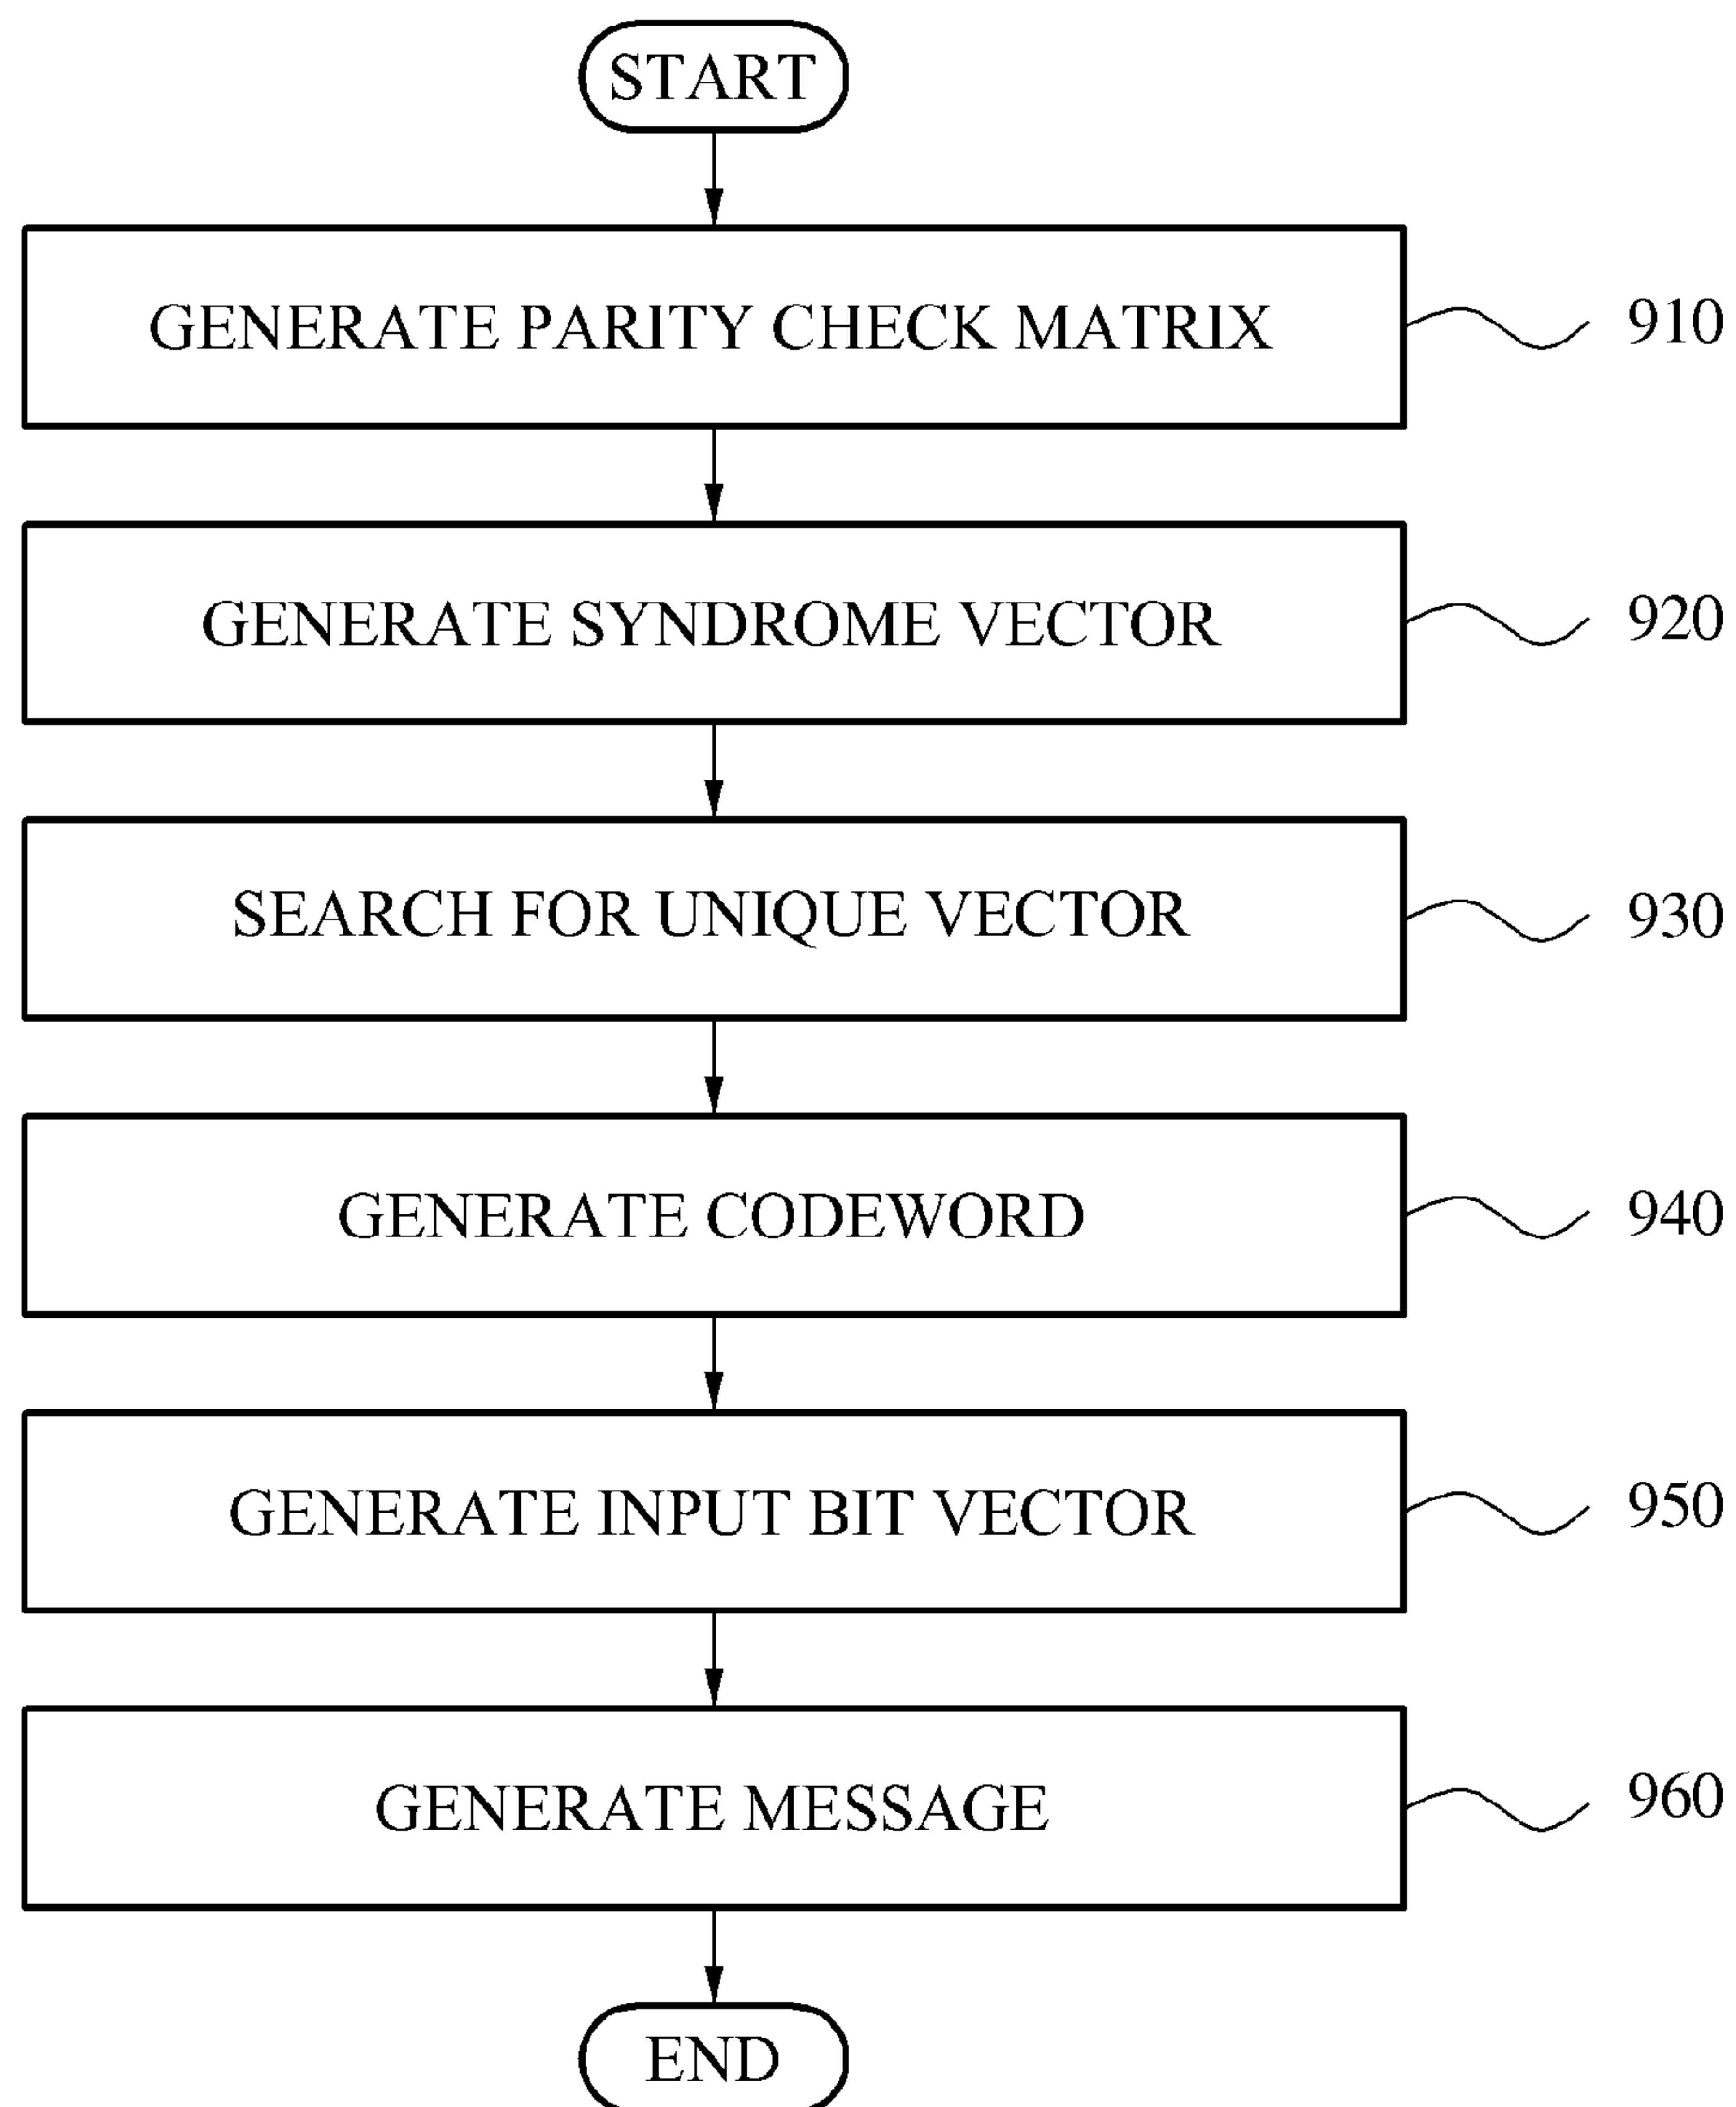 START
GENERATE PARITY CHECK MATRIX
910
GENERATE SYNDROME VECTOR
920
SEARCH FOR UNIQUE VECTOR
930
GENERATE CODEWORD
940
GENERATE INPUT BIT VECTOR
950
GENERATE MESSAGE
960
END